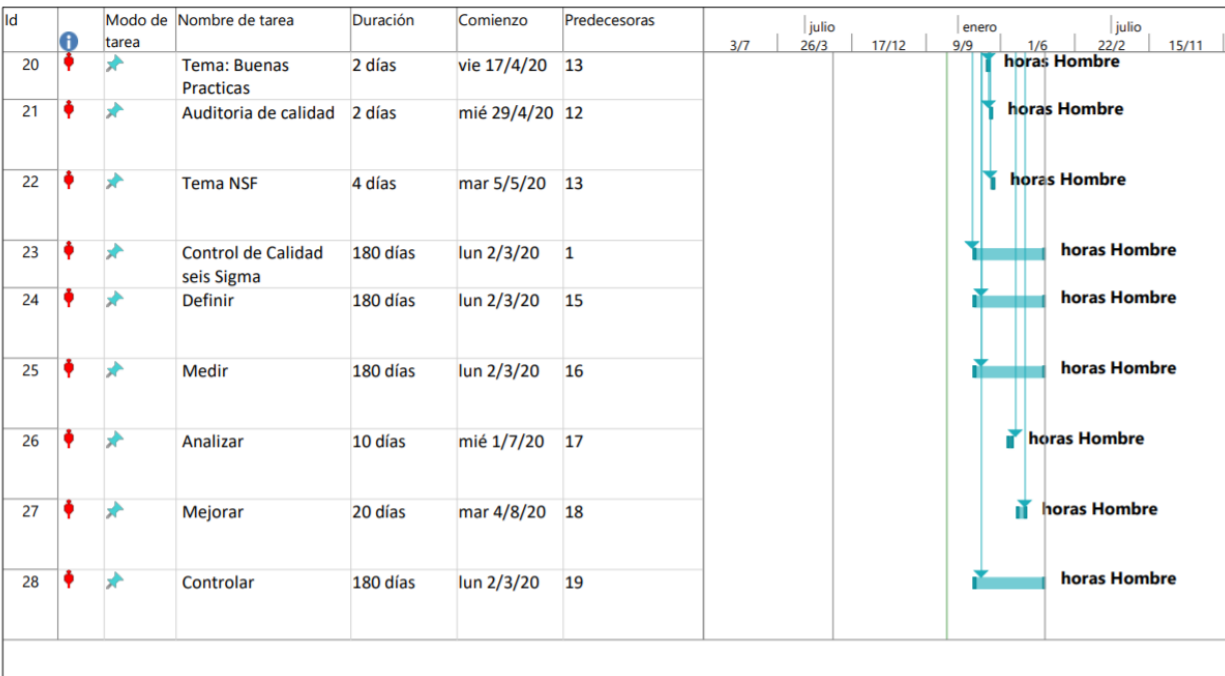 Id Modo de tarea Nombre de tarea Duración Comienzo Predecesoras
julio enero julio
3/7 26/3 17/12 9/9 1/6 22/2 15/11
20 Tema: Buenas Practicas 2 días vie 17/4/20 13 horas Hombre
21 Auditoria de calidad 2 días mié 29/4/20 12 horas Hombre
22 Tema NSF 4 días mar 5/5/20 13 horas Hombre
23 Control de Calidad seis Sigma 180 días lun 2/3/20 1 horas Hombre
24 Definir 180 días lun 2/3/20 15 horas Hombre
25 Medir 180 días lun 2/3/20 16 horas Hombre
26 Analizar 10 días mié 1/7/20 17 horas Hombre
27 Mejorar 20 días mar 4/8/20 18 horas Hombre
28 Controlar 180 días lun 2/3/20 19 horas Hombre